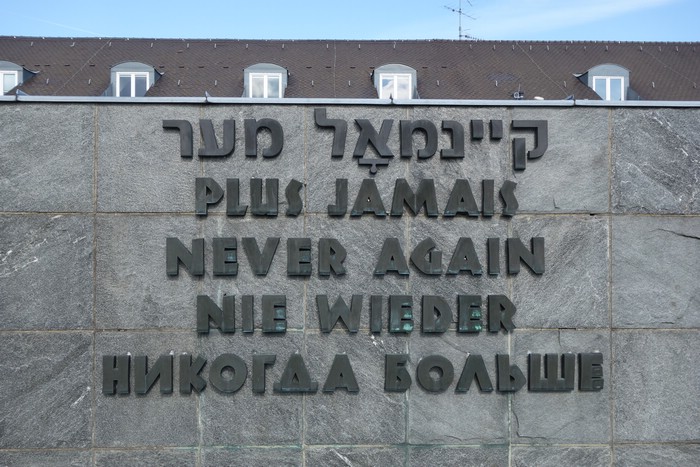 קיינמאָל מער
PLUS JAMAIS
NEVER AGAIN
NIE WIEDER
НИКОГДА БОЛЬШЕ